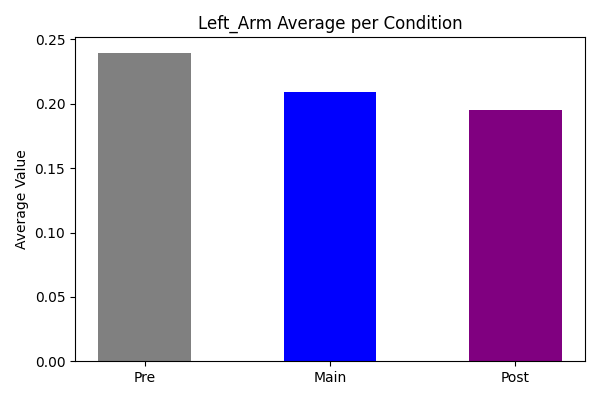 Left_Arm Average per Condition
Average Value
0.25
0.20
0.15
0.10
0.05
0.00
Pre
Main
Post